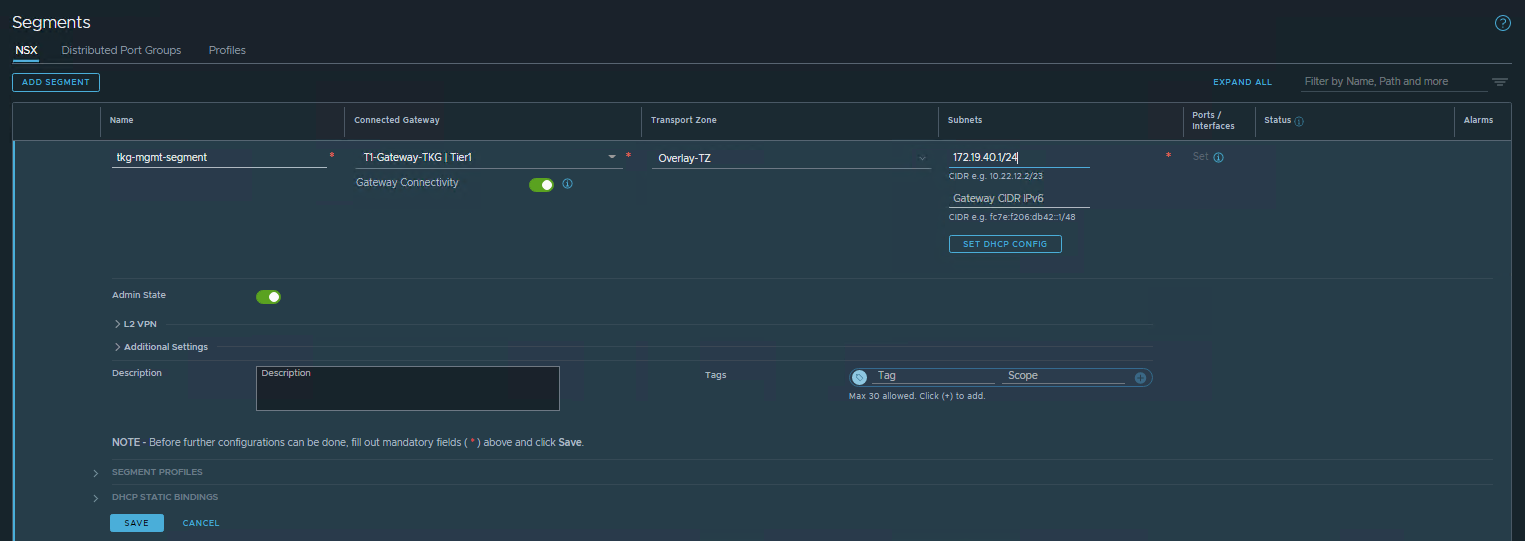 Segments
NSX Distributed Port Groups Profiles
ADD SEGMENT EXPAND ALL Filter by Name, Path and more
Name Connected Gateway Transport Zone Subnets Ports / Interfaces Status Alarms
tkg-mgmt-segment * T1-Gateway-TKG | Tier1 * Overlay-TZ 172.19.40.1/24 * Set
CIDR e.g. 10.22.12.2/23
Gateway Connectivity
Gateway CIDR IPv6
CIDR e.g. fc7e:f206:db42::1/48
SET DHCP CONFIG
Admin State
L2 VPN
Additional Settings
Description Description Tags Tag Scope
Max 30 allowed. Click (+) to add.
NOTE - Before further configurations can be done, fill out mandatory fields ( * ) above and click Save.
SEGMENT PROFILES
DHCP STATIC BINDINGS
SAVE CANCEL